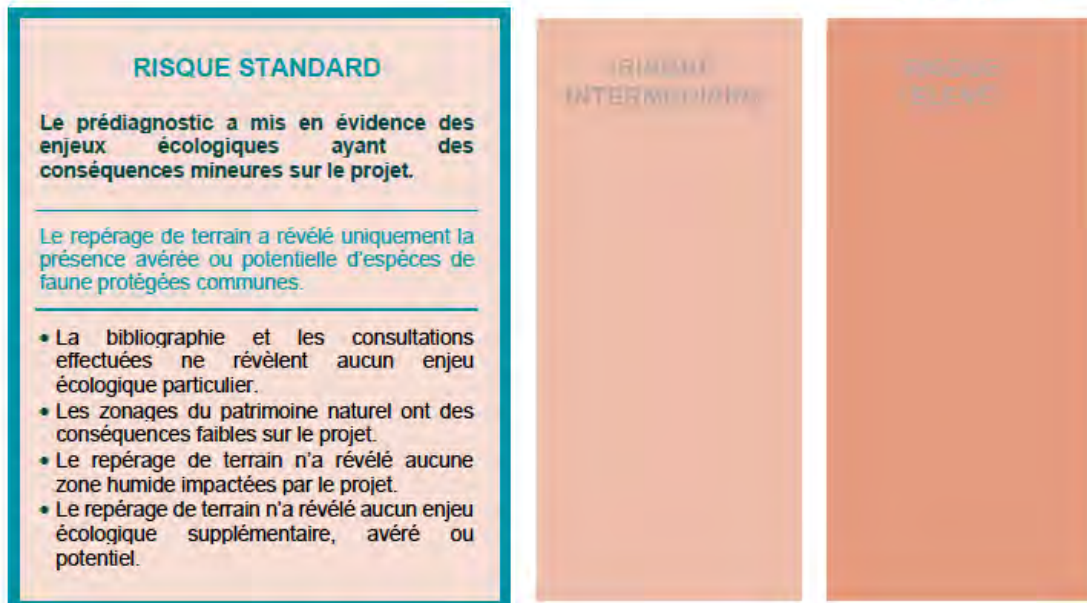 RISQUE STANDARD
Le prédiagnostic a mis en évidence des
enjeux écologiques ayant des
conséquences mineures sur le projet.
Le repérage de terrain a révélé uniquement la
présence avérée ou potentielle d'espèces de
faune protégées communes.
• La bibliographie et les consultations
effectuées ne révèlent aucun enjeu
écologique particulier.
• Les zonages du patrimoine naturel ont des
conséquences faibles sur le projet.
• Le repérage de terrain n'a révélé aucune
zone humide impactées par le projet.
• Le repérage de terrain n'a révélé aucun enjeu
écologique supplémentaire, avéré ou
potentiel.
INTERMEDIAIRE